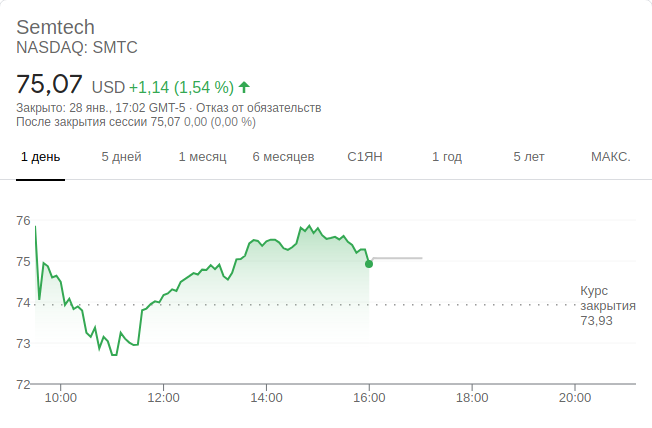 Semtech
NASDAQ: SMTC
75,07 USD +1,14 (1,54 %)
Закрыто: 28 янв., 17:02 GMT-5 · Отказ от обязательств
После закрытия сессии 75,07 0,00 (0,00 %)
1 день 5 дней 1 месяц 6 месяцев С1ЯН 1 год 5 лет МАКС.
76
75
74
73
72
Курс
закрытия
73,93
10:00 12:00 14:00 16:00 18:00 20:00